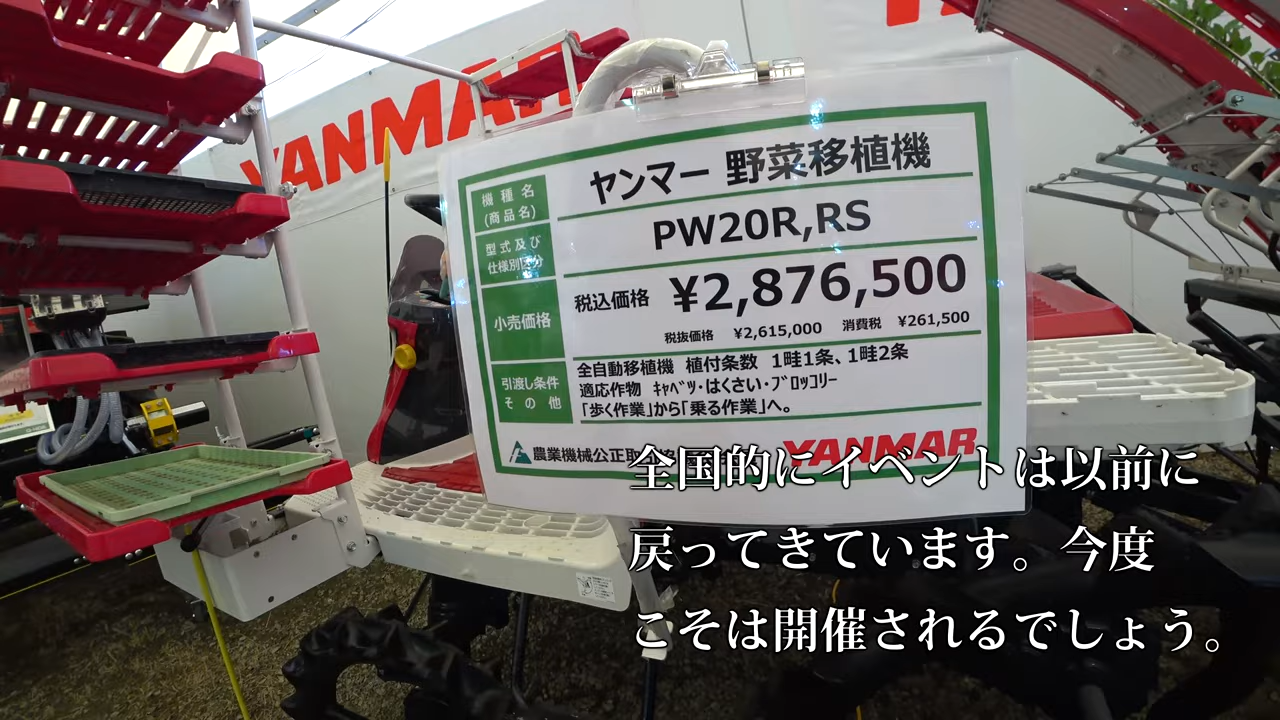 YANMAR
機種名
(商品名)
ヤンマー 野菜移植機
型式及び
仕様別区分
PW20R,RS
小売価格
税込価格 ¥2,876,500
税抜価格 ¥2,615,000 消費税 ¥261,500
引渡し条件
その他
全自動移植機 植付条数 1畦1条、1畦2条
適応作物 ｷｬﾍﾞﾂ・はくさい・ﾌﾞﾛｯｺﾘｰ
「歩く作業」から「乗る作業」へ。
農業機械公正取
YANMAR
全国的にイベントは以前に
戻ってきています。今度
こそは開催されるでしょう。